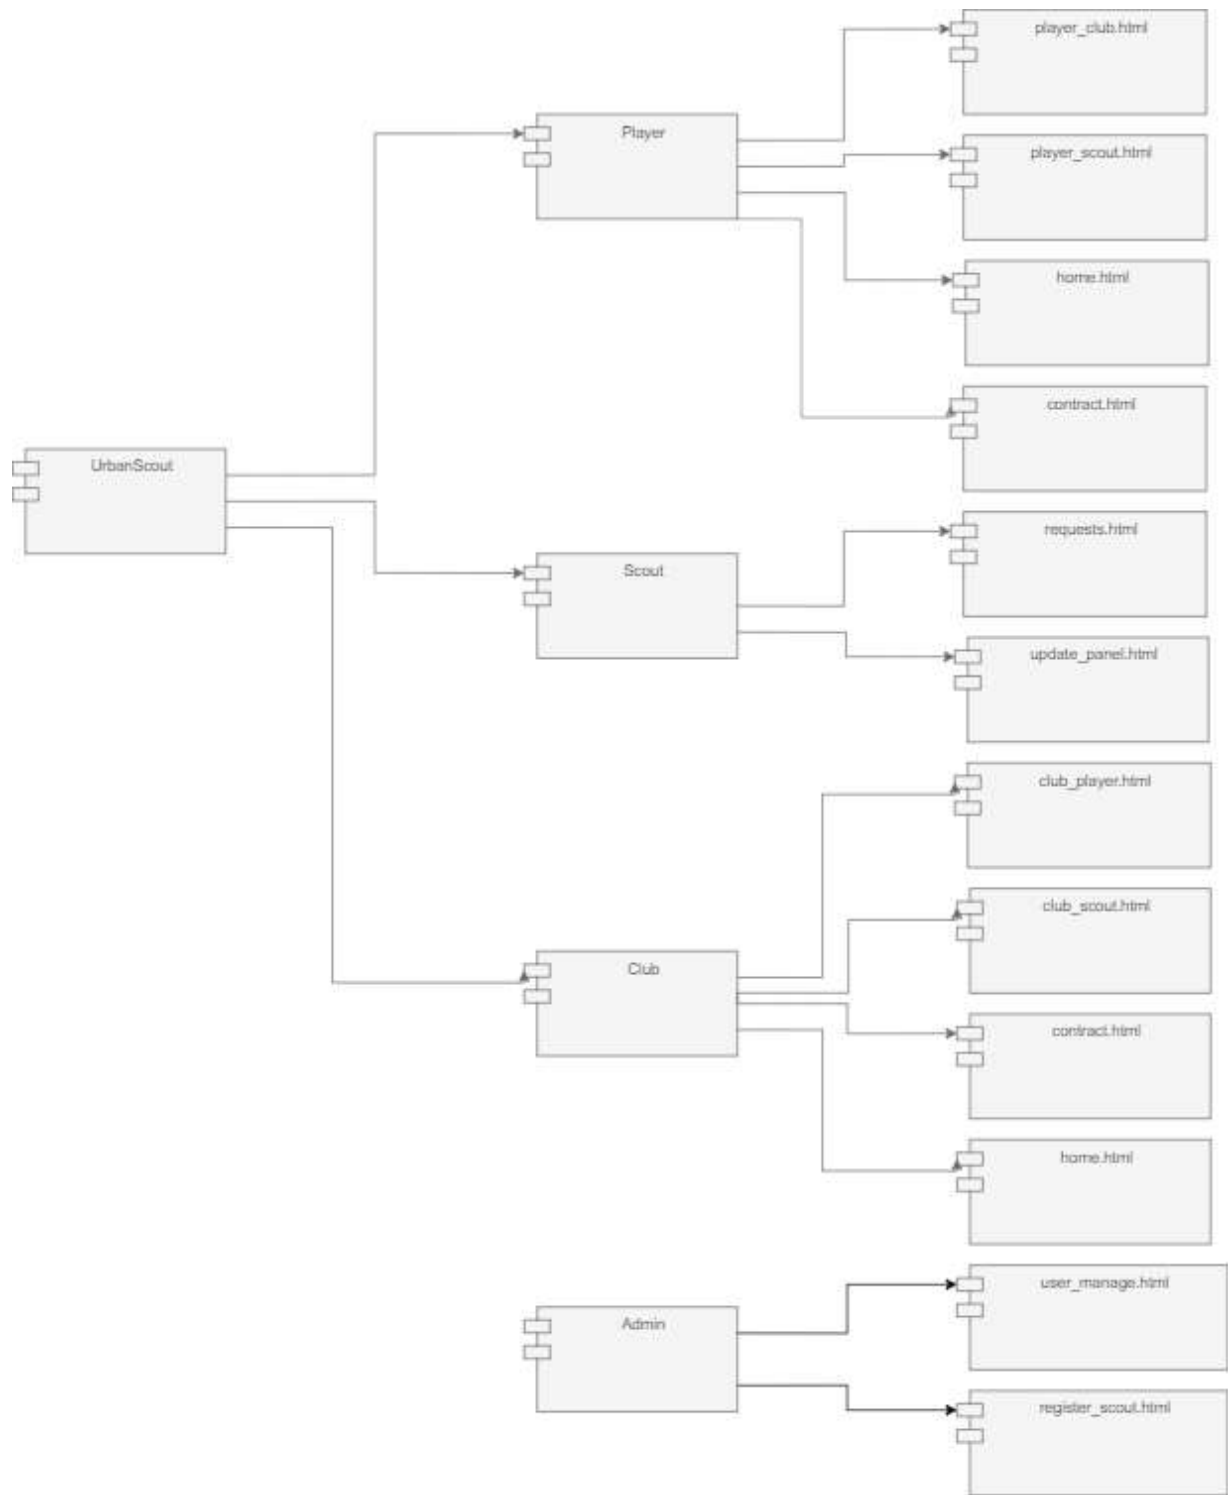 player_club.html
Player
player_scout.html
home.html
contract.html
UrbanScout
requests.html
Scout
update_panel.html
club_player.html
club_scout.html
Club
contract.html
home.html
user_manage.html
Admin
register_scout.html